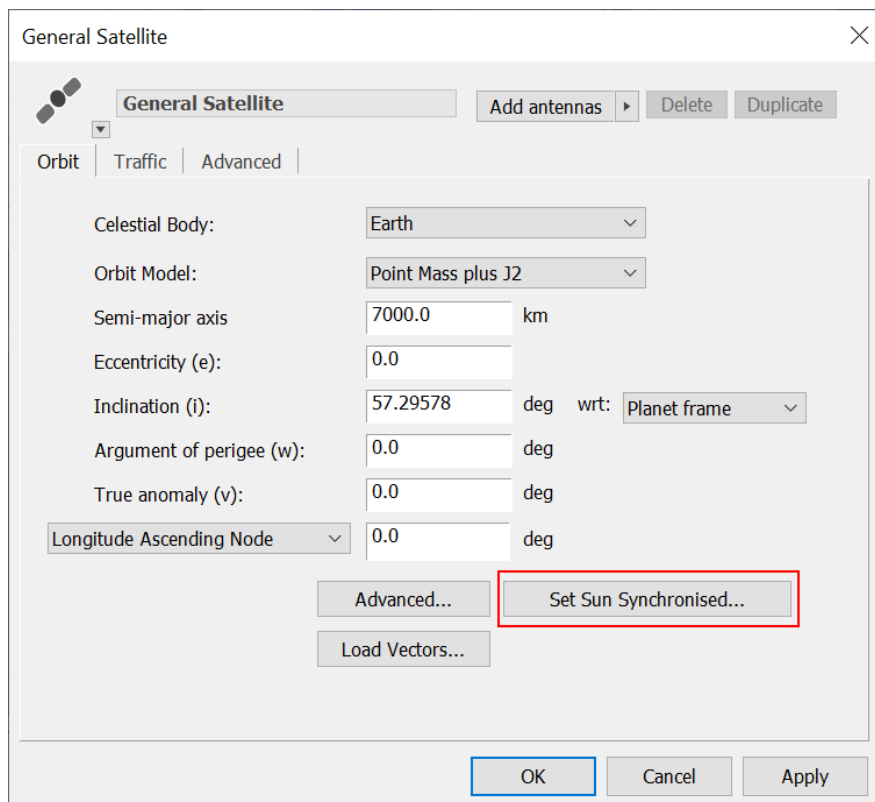 General Satellite
General Satellite Add antennas Delete Duplicate
Orbit Traffic Advanced
Celestial Body: Earth
Orbit Model: Point Mass plus J2
Semi-major axis 7000.0 km
Eccentricity (e): 0.0
Inclination (i): 57.29578 deg wrt: Planet frame
Argument of perigee (w): 0.0 deg
True anomaly (v): 0.0 deg
Longitude Ascending Node 0.0 deg
Advanced... Set Sun Synchronised...
Load Vectors...
OK Cancel Apply